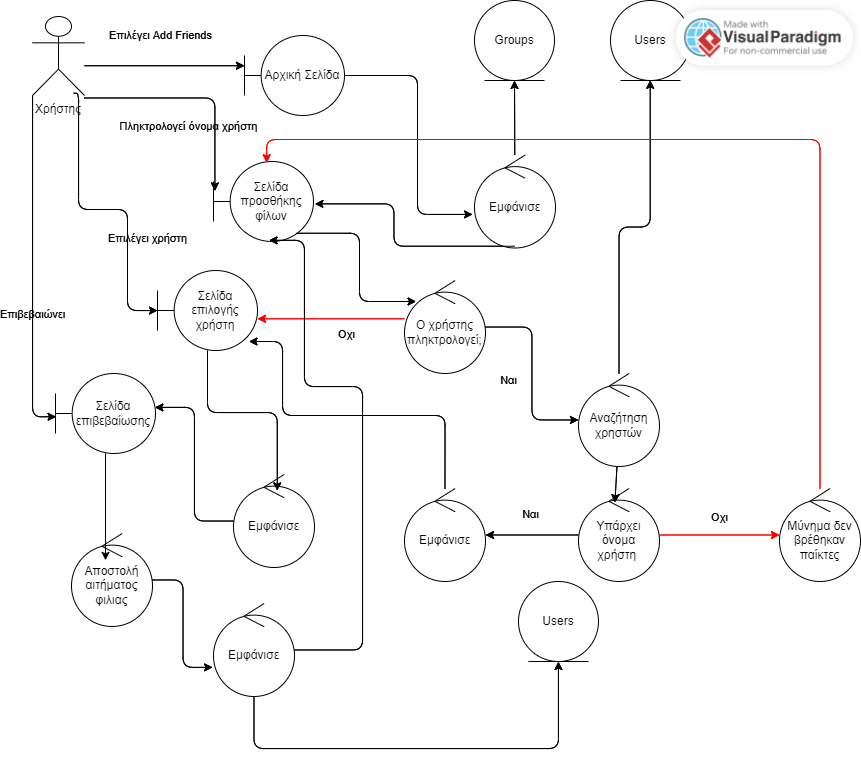 Επιλέγει Add Friends
Groups
Users
Made with
VisualParadigm
For non-commercial use
Αρχική Σελίδα
Χρήστης
Πληκτρολογεί όνομα χρήστη
Σελίδα
προσθήκης
φίλων
Εμφάνισε
Επιλέγει χρήστη
Σελίδα
επιλογής
χρήστη
Επιβεβαιώνει
Οχι
Ο χρήστης
πληκτρολογεί;
Ναι
Σελίδα
επιβεβαίωσης
Αναζήτηση
χρηστών
Εμφάνισε
Εμφάνισε
Ναι
Υπάρχει
όνομα
χρήστη
Οχι
Μύνημα δεν
βρέθηκαν
παίκτες
Αποστολή
αιτήματος
φιλιας
Εμφάνισε
Users